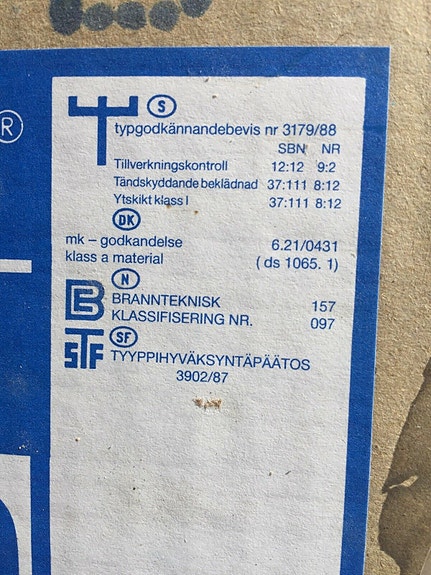 ®
S
typgodkännandebevis nr 3179/88
SBN NR
Tillverkningskontroll 12:12 9:2
Tändskyddande beklädnad 37:111 8:12
Ytskikt klass I 37:111 8:12
DK
mk – godkandelse 6.21/0431
klass a material ( ds 1065. 1)
N
B BRANNTEKNISK 157
KLASSIFISERING NR. 097
SF
STF TYYPPIHYVÄKSYNTÄPÄÄTOS
3902/87